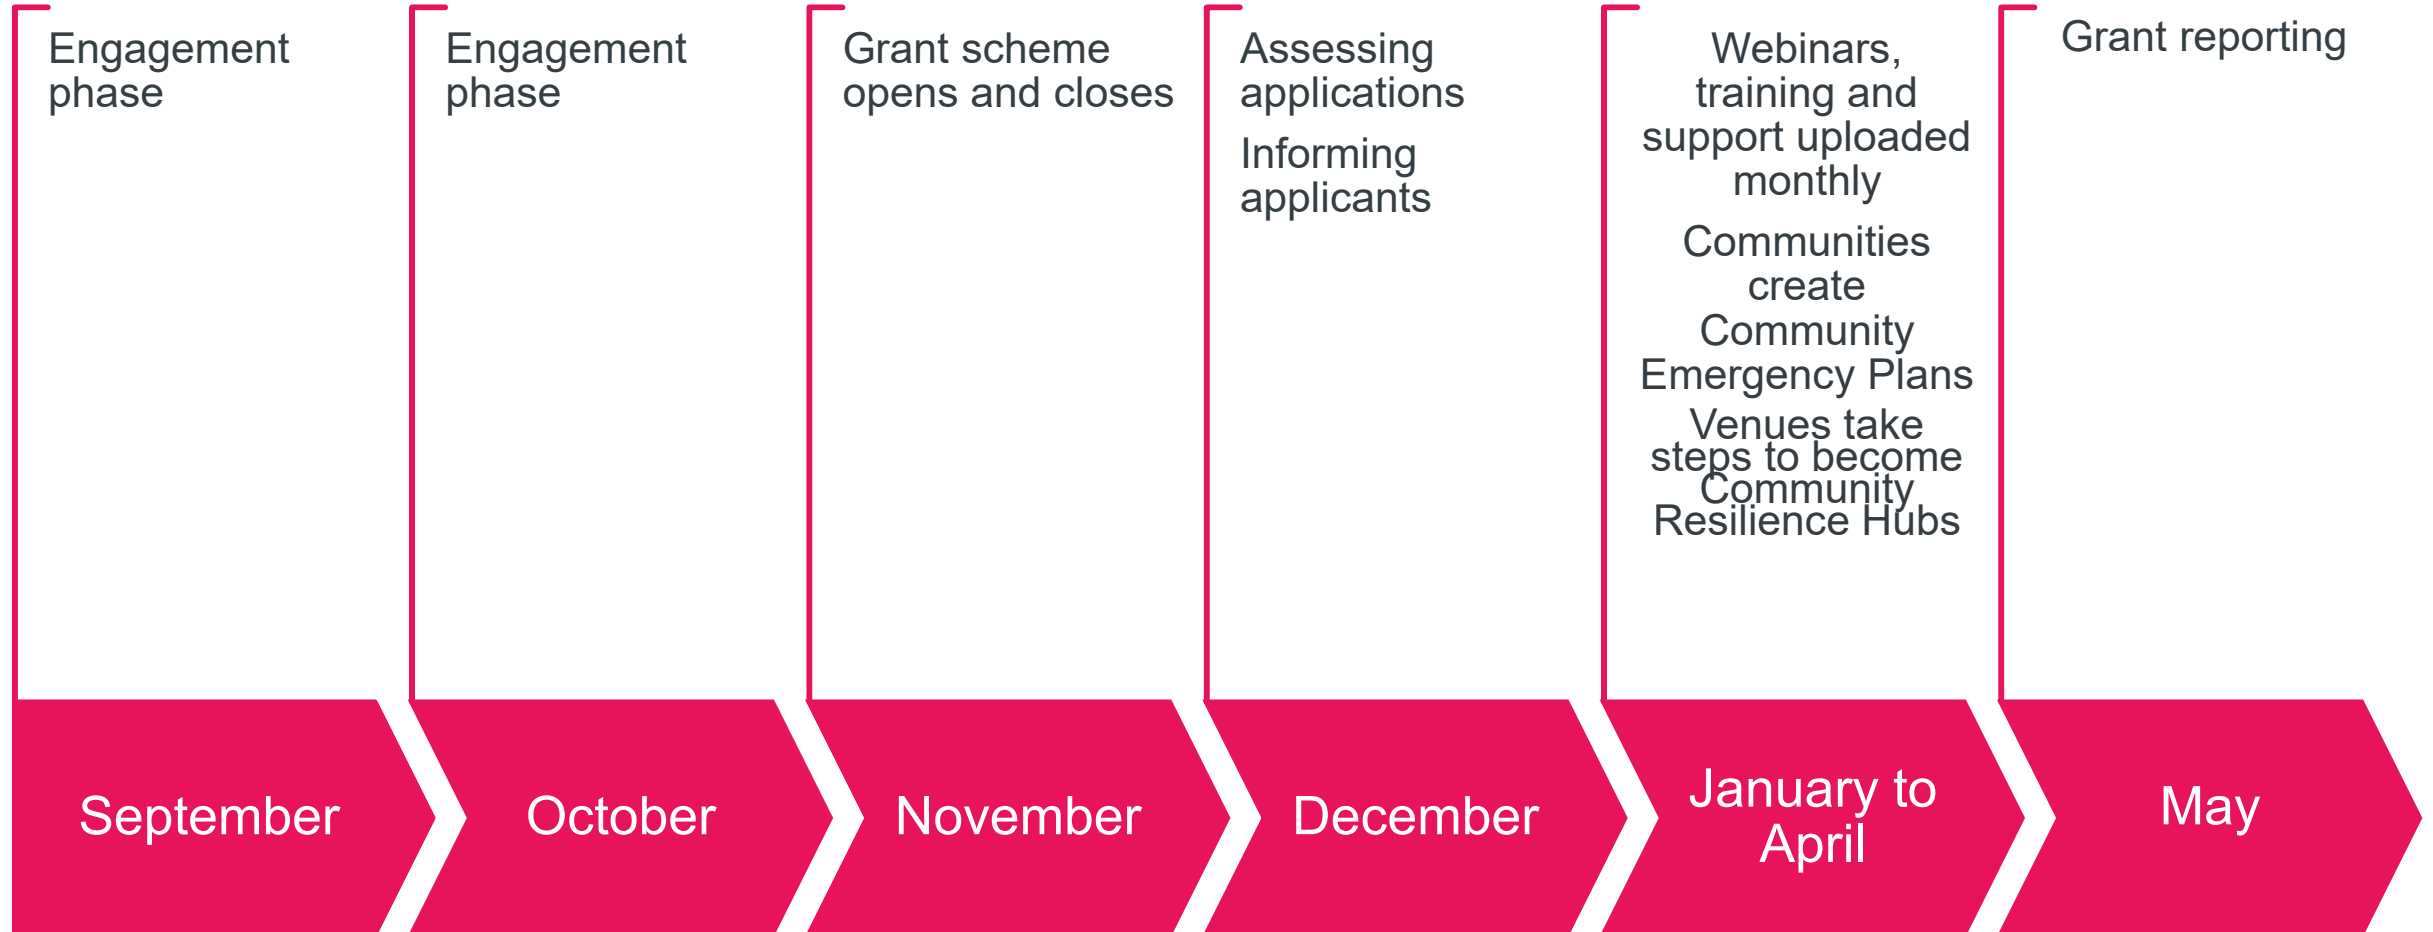 Engagement
phase
Engagement
phase
Grant scheme
opens and closes
Assessing
applications
Informing
applicants
Webinars,
training and
support uploaded
monthly
Communities
create
Community
Emergency Plans
Venues take
steps to become
Community
Resilience Hubs
Grant reporting
September
October
November
December
January to
April
May